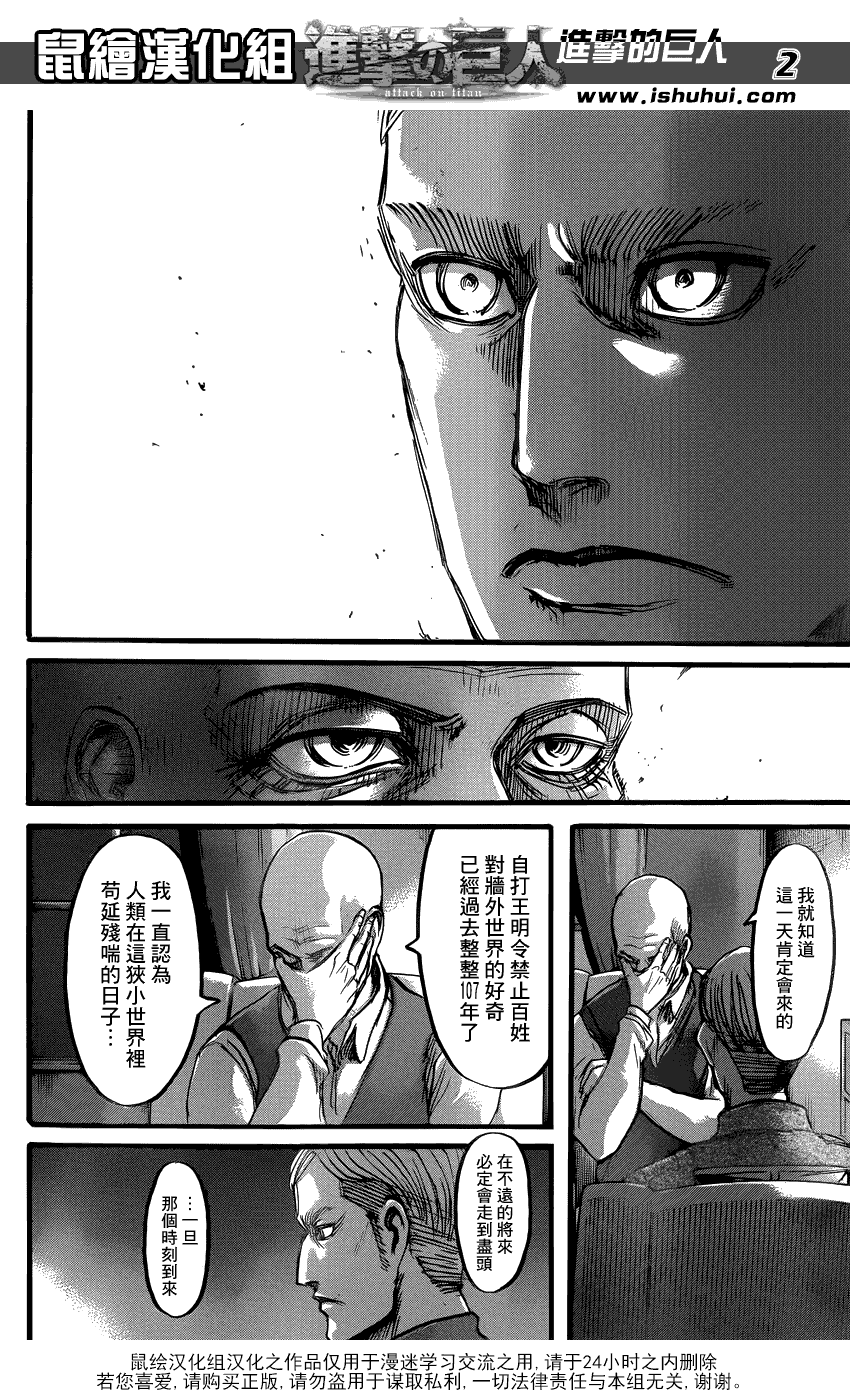 鼠繪漢化組
進撃の巨人
attack on titan
進擊的巨人
www.ishuhui.com
2
我就知道
這一天肯定會來的
自打王明令禁止百姓
對牆外世界的好奇
已經過去整整107年了
我一直認為
人類在這狹小世界裡
苟延殘喘的日子…
在不遠的將來
必定會走到盡頭
…一旦
那個時刻到來
鼠绘汉化组汉化之作品仅用于漫迷学习交流之用,请于24小时之内删除
若您喜爱,请购买正版,请勿盗用于谋取私利,一切法律责任与本组无关,谢谢。